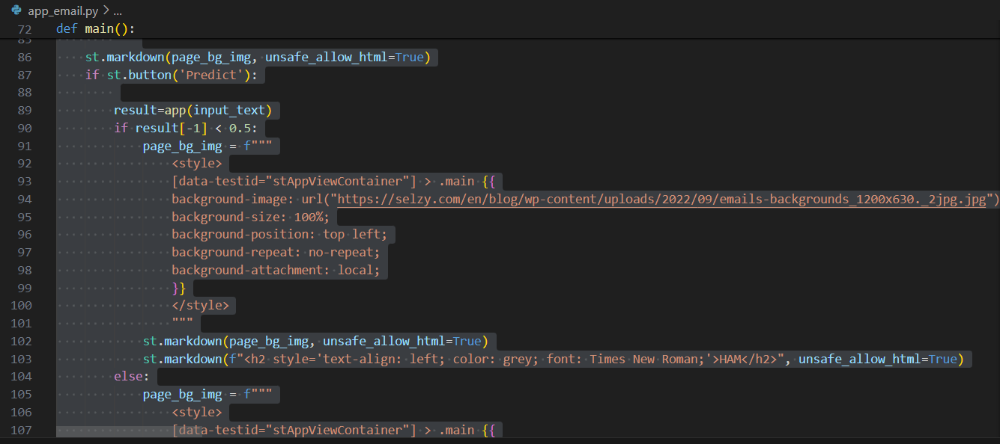 app_email.py > ...
72 def main():
85
86 st.markdown(page_bg_img, unsafe_allow_html=True)
87 if st.button('Predict'):
88
89 result=app(input_text)
90 if result[-1] < 0.5:
91 page_bg_img = f"""
92 <style>
93 [data-testid="stAppViewContainer"] > .main {{
94 background-image: url("https://selzy.com/en/blog/wp-content/uploads/2022/09/emails-backgrounds_1200x630._2jpg.jpg")
95 background-size: 100%;
96 background-position: top left;
97 background-repeat: no-repeat;
98 background-attachment: local;
99 }}
100 </style>
101 """
102 st.markdown(page_bg_img, unsafe_allow_html=True)
103 st.markdown(f"<h2 style='text-align: left; color: grey; font: Times New Roman;'>HAM</h2>", unsafe_allow_html=True)
104 else:
105 page_bg_img = f"""
106 <style>
107 [data-testid="stAppViewContainer"] > .main {{